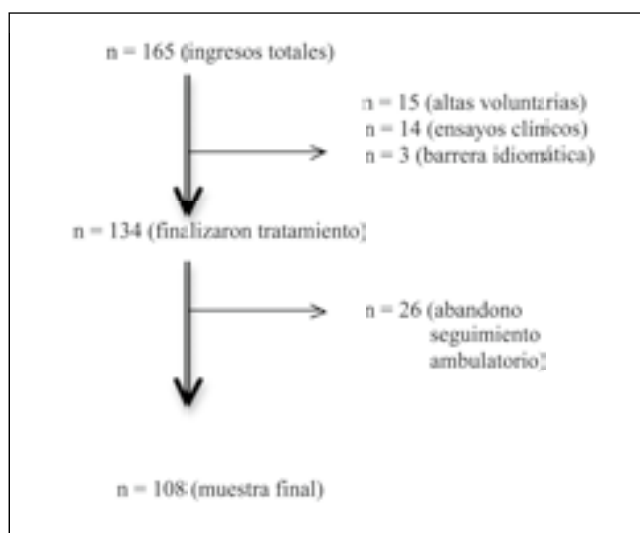 n = 165 (ingresos totales)
n = 15 (altas voluntarias)
n = 14 (ensayos clínicos)
n = 3 (barrera idiomática)
n = 134 (finalizaron tratamiento)
n = 26 (abandono
seguimiento
ambulatorio)
n = 108 (muestra final)